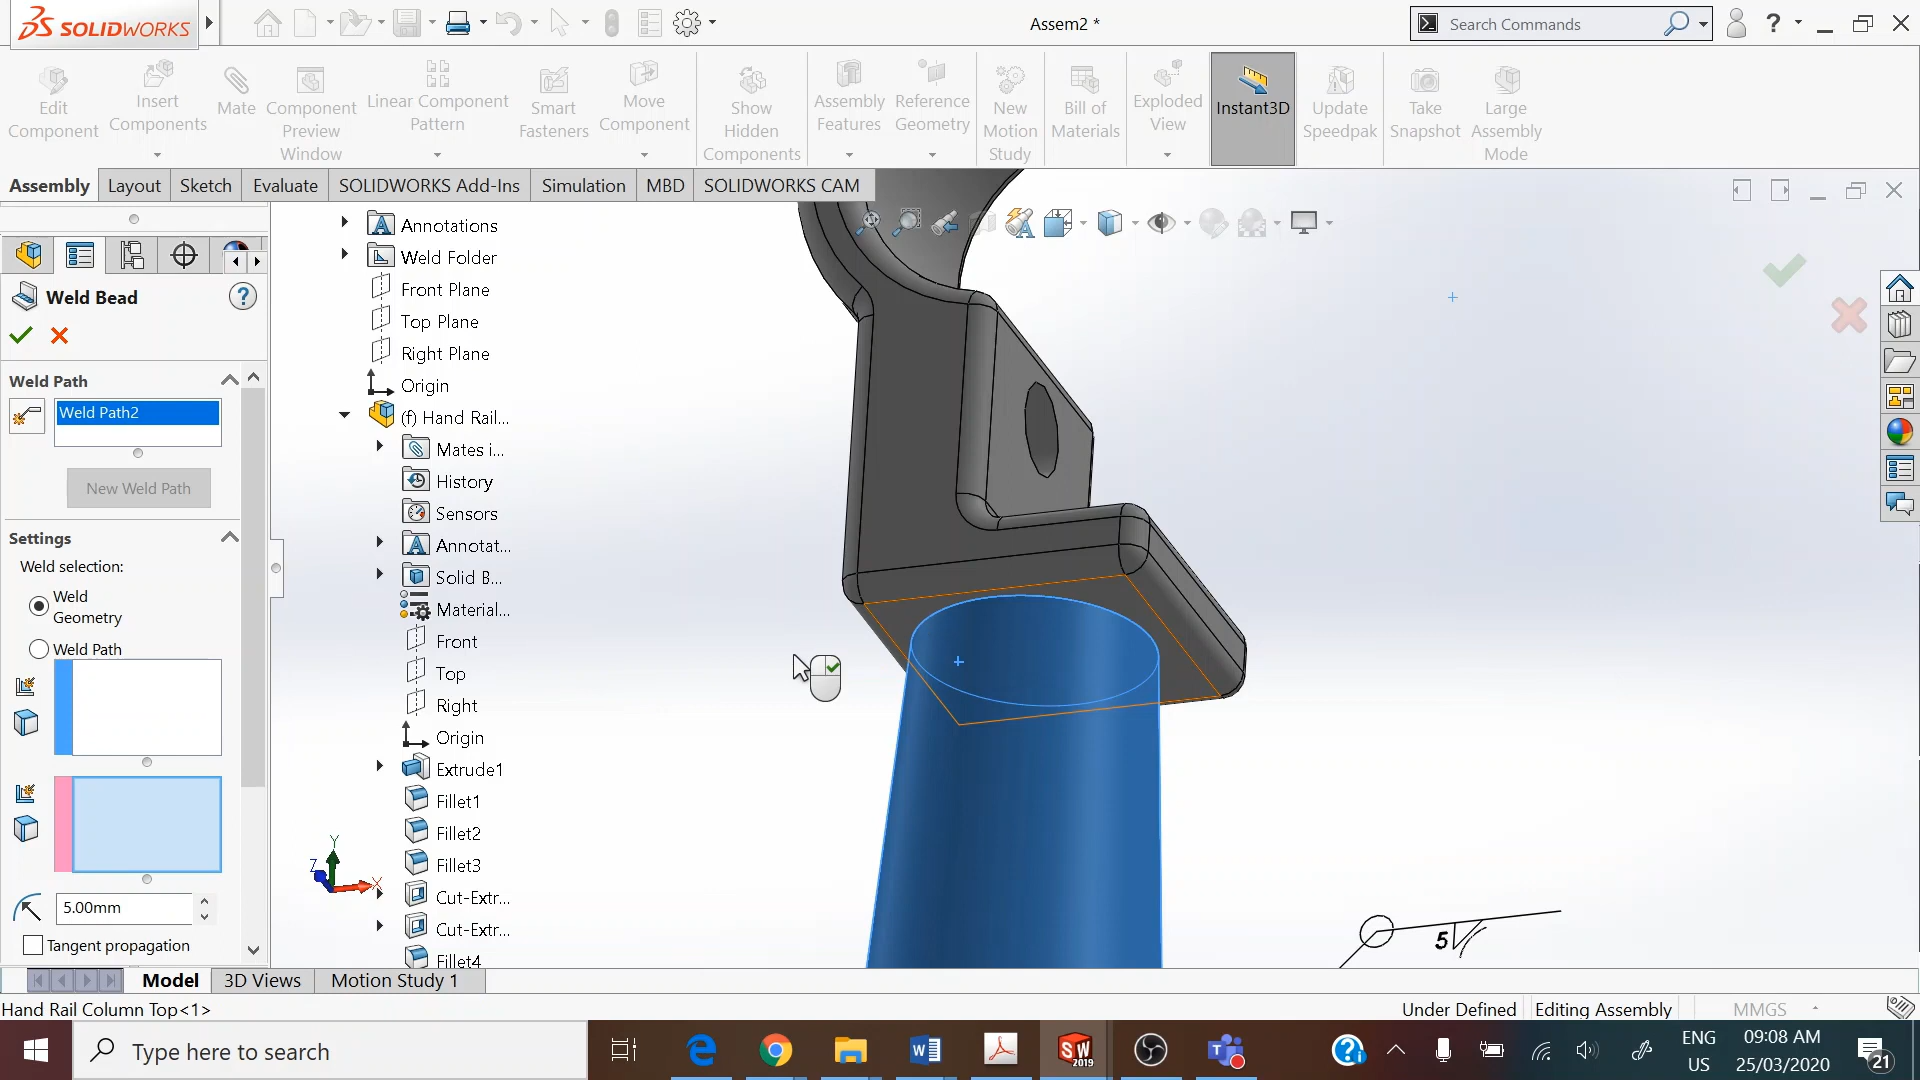 SOLIDWORKS
Assem2 *
Search Commands
?
Edit Component
Insert Components
Mate
Component Preview Window
Linear Component Pattern
Smart Fasteners
Move Component
Show Hidden Components
Assembly Features
Reference Geometry
New Motion Study
Bill of Materials
Exploded View
Instant3D
Update Speedpak
Take Snapshot
Large Assembly Mode
Assembly
Layout
Sketch
Evaluate
SOLIDWORKS Add-Ins
Simulation
MBD
SOLIDWORKS CAM
Weld Bead
?
Weld Path
Weld Path2
New Weld Path
Settings
Weld selection:
Weld Geometry
Weld Path
5.00mm
Tangent propagation
Annotations
Weld Folder
Front Plane
Top Plane
Right Plane
Origin
(f) Hand Rail...
Mates i...
History
Sensors
Annotat...
Solid B...
Material...
Front
Top
Right
Origin
Extrude1
Fillet1
Fillet2
Fillet3
Cut-Extr...
Cut-Extr...
Fillet4
Y
Z
X
5
Model
3D Views
Motion Study 1
Hand Rail Column Top<1>
Under Defined
Editing Assembly
MMGS
Type here to search
SW
2019
ENG
US
09:08 AM
25/03/2020
21